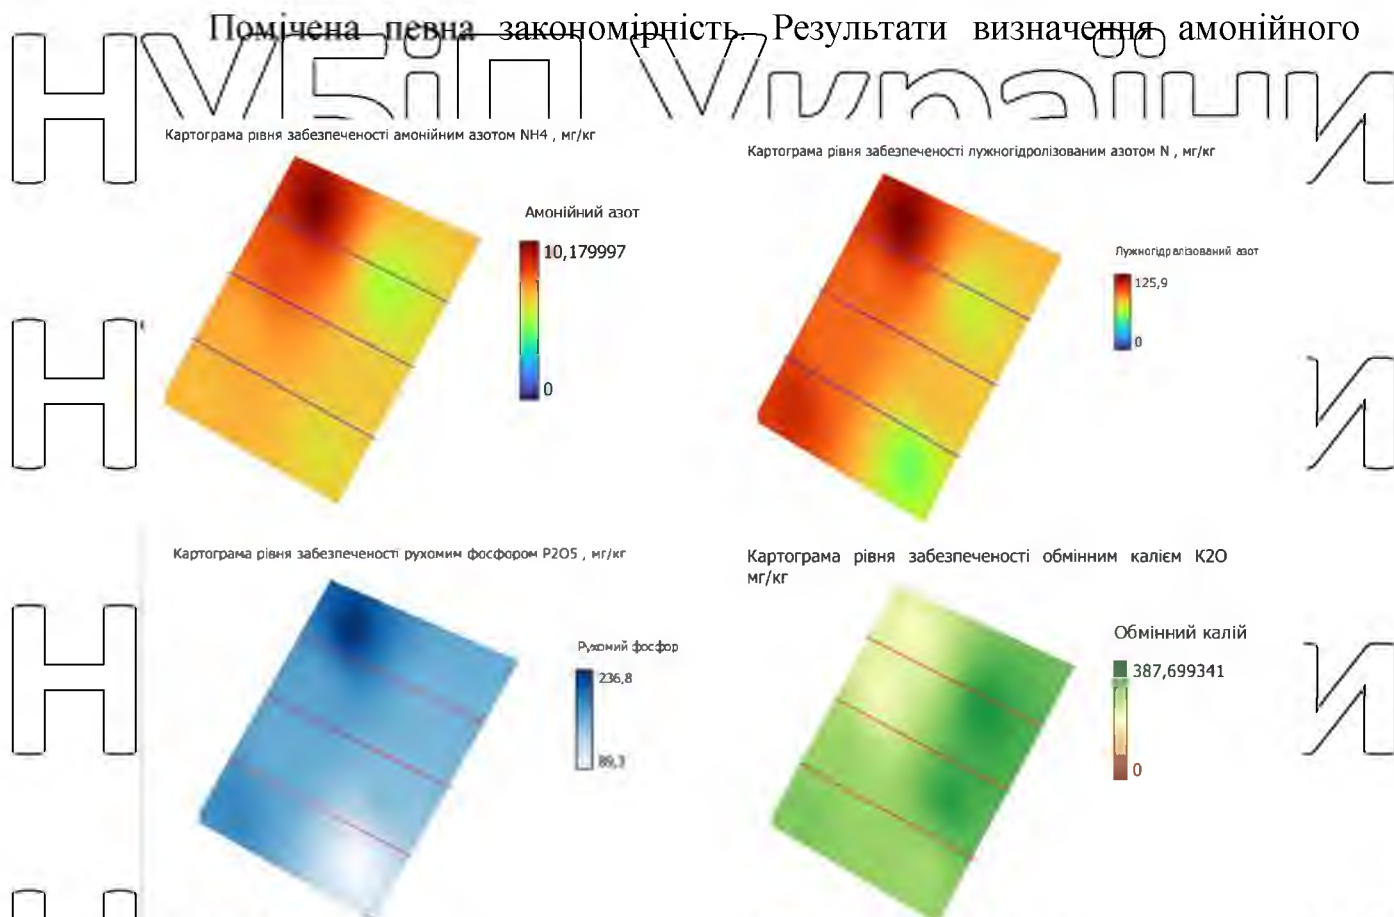 Помічена певна закономірність. Результати визначення амонійного
НУБіП України
Картограма рівня забезпеченості амонійним азотом NH4 , мг/кг
Картограма рівня забезпеченості лужногідролізованим азотом N , мг/кг
Амонійний азот
10,179997
0
Лужногідралізований азот
125,9
0
Н
И
Картограма рівня забезпеченості рухомим фосфором P2O5 , мг/кг
Картограма рівня забезпеченості обмінним калієм K2O
мг/кг
Рухомий фосфор
236,8
89,3
Обмінний калій
387,699341
0
Н
И